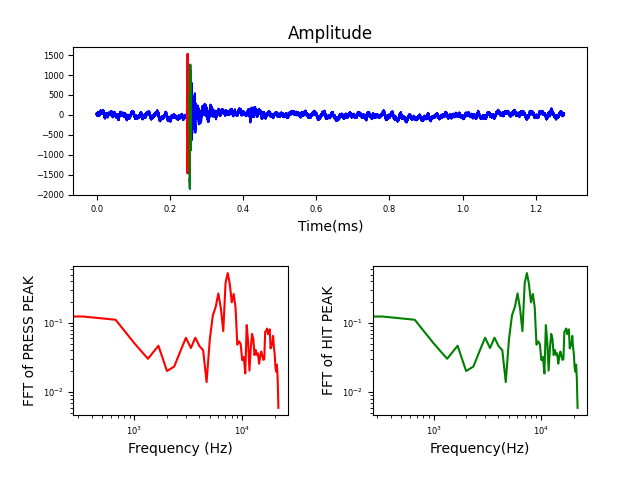 Amplitude
1500
1000
500
0
−500
−1000
−1500
−2000
0.0 0.2 0.4 0.6 0.8 1.0 1.2
Time(ms)
FFT of PRESS PEAK
10⁻¹
10⁻²
10³ 10⁴
Frequency (Hz)
FFT of HIT PEAK
10⁻¹
10⁻²
10³ 10⁴
Frequency(Hz)